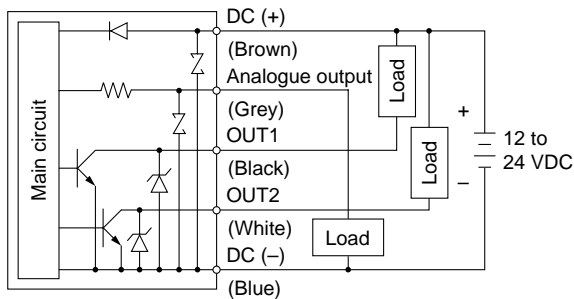 DC (+)
(Brown)
Analogue output
(Grey)
OUT1
(Black)
OUT2
(White)
DC (–)
(Blue)
Main circuit
Load
Load
Load
+
–
12 to
24 VDC